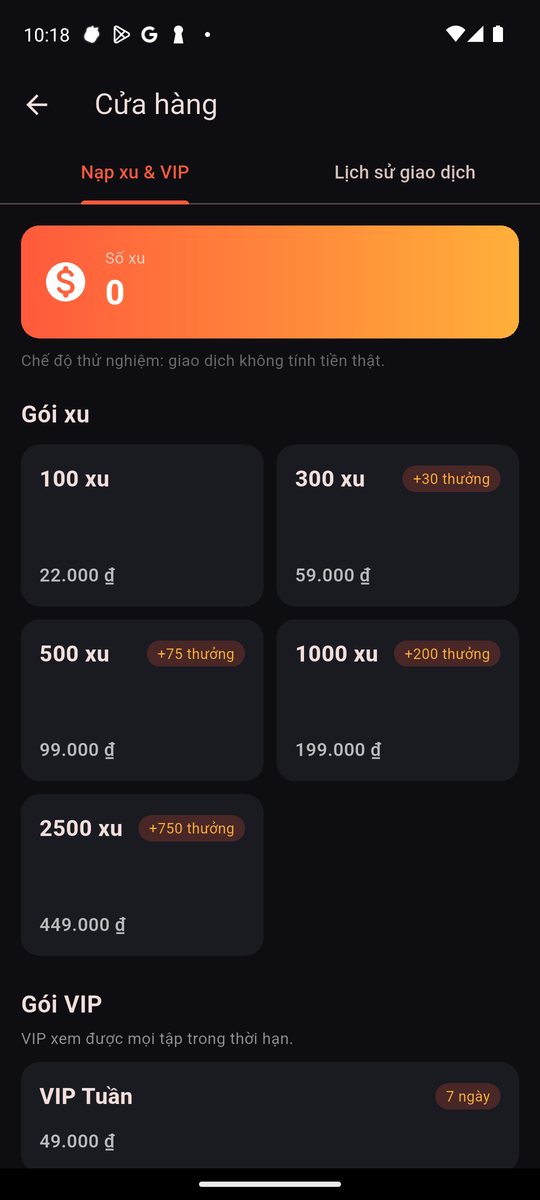 10:18
Cửa hàng
Nạp xu & VIP
Lịch sử giao dịch
Số xu
0
Chế độ thử nghiệm: giao dịch không tính tiền thật.
Gói xu
100 xu
22.000 ₫
300 xu
+30 thưởng
59.000 ₫
500 xu
+75 thưởng
99.000 ₫
1000 xu
+200 thưởng
199.000 ₫
2500 xu
+750 thưởng
449.000 ₫
Gói VIP
VIP xem được mọi tập trong thời hạn.
VIP Tuần
7 ngày
49.000 ₫